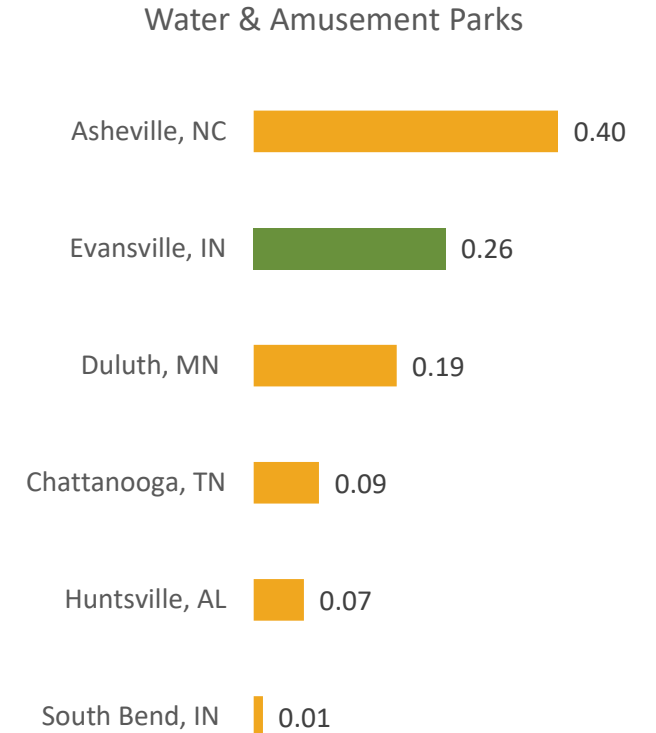 Water & Amusement Parks
Asheville, NC 0.40
Evansville, IN 0.26
Duluth, MN 0.19
Chattanooga, TN 0.09
Huntsville, AL 0.07
South Bend, IN 0.01